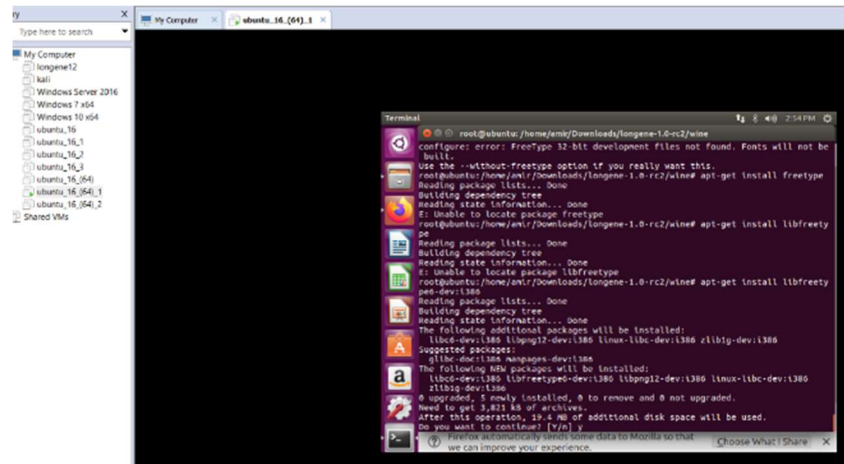 ry X
Type here to search
My Computer
longene12
kali
Windows Server 2016
Windows 7 x64
Windows 10 x64
ubuntu_16
ubuntu_16_1
ubuntu_16_2
ubuntu_16_3
ubuntu_16_(64)
ubuntu_16_(64)_1
ubuntu_16_(64)_2
Shared VMs
My Computer × ubuntu_16_(64)_1 ×
Terminal 2:54 PM
root@ubuntu: /home/amir/Downloads/longene-1.0-rc2/wine
configure: error: FreeType 32-bit development files not found. Fonts will not be
built.
Use the --without-freetype option if you really want this.
root@ubuntu:/home/amir/Downloads/longene-1.0-rc2/wine# apt-get install freetype
Reading package lists... Done
Building dependency tree
Reading state information... Done
E: Unable to locate package freetype
root@ubuntu:/home/amir/Downloads/longene-1.0-rc2/wine# apt-get install libfreety
pe
Reading package lists... Done
Building dependency tree
Reading state information... Done
E: Unable to locate package libfreetype
root@ubuntu:/home/amir/Downloads/longene-1.0-rc2/wine# apt-get install libfreety
pe6-dev:i386
Reading package lists... Done
Building dependency tree
Reading state information... Done
The following additional packages will be installed:
libc6-dev:i386 libpng12-dev:i386 linux-libc-dev:i386 zlib1g-dev:i386
Suggested packages:
glibc-doc:i386 manpages-dev:i386
The following NEW packages will be installed:
libc6-dev:i386 libfreetype6-dev:i386 libpng12-dev:i386 linux-libc-dev:i386
zlib1g-dev:i386
0 upgraded, 5 newly installed, 0 to remove and 0 not upgraded.
Need to get 3,821 kB of archives.
After this operation, 19.4 MB of additional disk space will be used.
Do you want to continue? [Y/n] y
Firefox automatically sends some data to Mozilla so that
we can improve your experience.
Choose What I Share ×